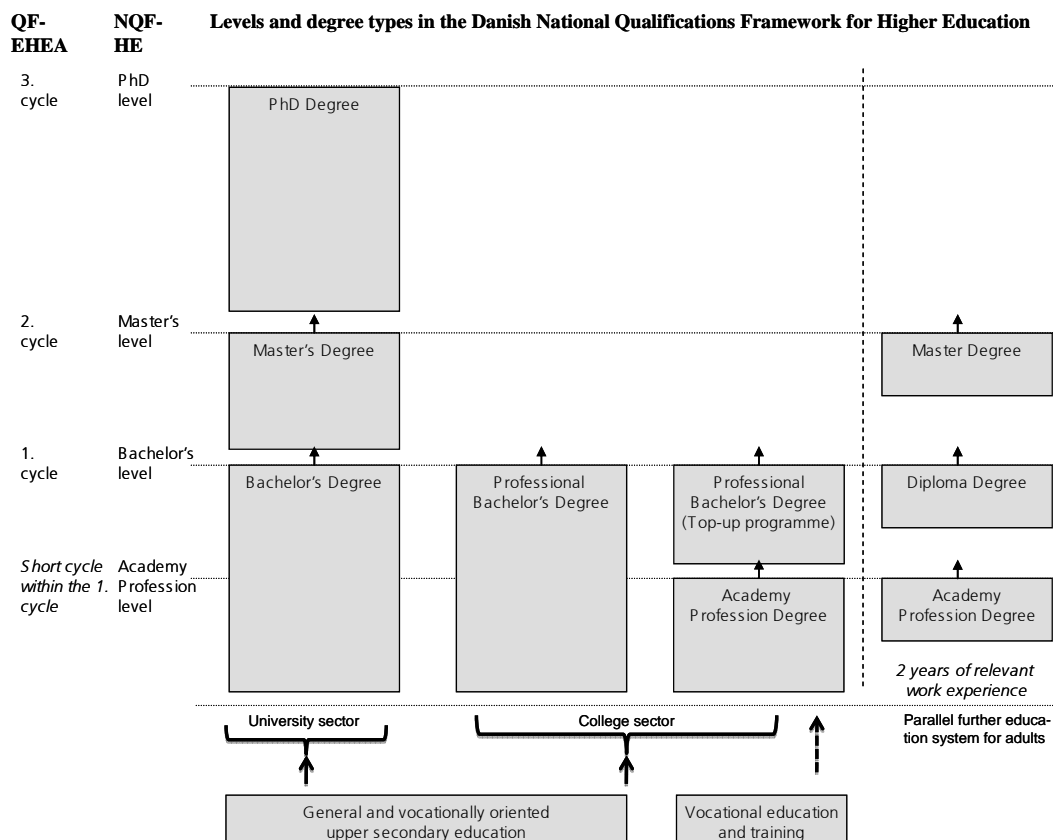 QF-
EHEA
NQF-
HE
Levels and degree types in the Danish National Qualifications Framework for Higher Education
3.
cycle
PhD
level
PhD Degree
2.
cycle
Master's
level
Master's Degree
Master Degree
1.
cycle
Bachelor's
level
Bachelor's Degree
Professional
Bachelor's Degree
Professional
Bachelor's Degree
(Top-up programme)
Diploma Degree
Short cycle
within the 1.
cycle
Academy
Profession
level
Academy
Profession Degree
Academy
Profession Degree
2 years of relevant
work experience
University sector
College sector
Parallel further educa-
tion system for adults
General and vocationally oriented
upper secondary education
Vocational education
and training